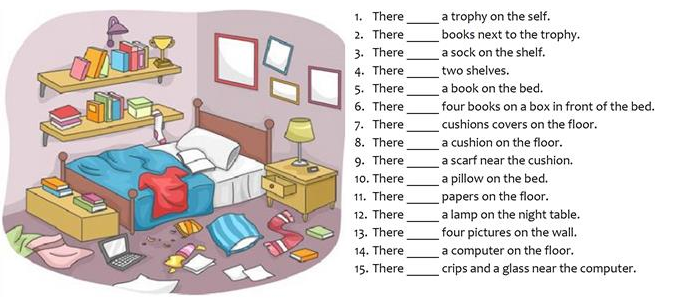 1. There _____ a trophy on the self.
2. There _____ books next to the trophy.
3. There _____ a sock on the shelf.
4. There _____ two shelves.
5. There _____ a book on the bed.
6. There _____ four books on a box in front of the bed.
7. There _____ cushions covers on the floor.
8. There _____ a cushion on the floor.
9. There _____ a scarf near the cushion.
10. There _____ a pillow on the bed.
11. There _____ papers on the floor.
12. There _____ a lamp on the night table.
13. There _____ four pictures on the wall.
14. There _____ a computer on the floor.
15. There _____ crips and a glass near the computer.